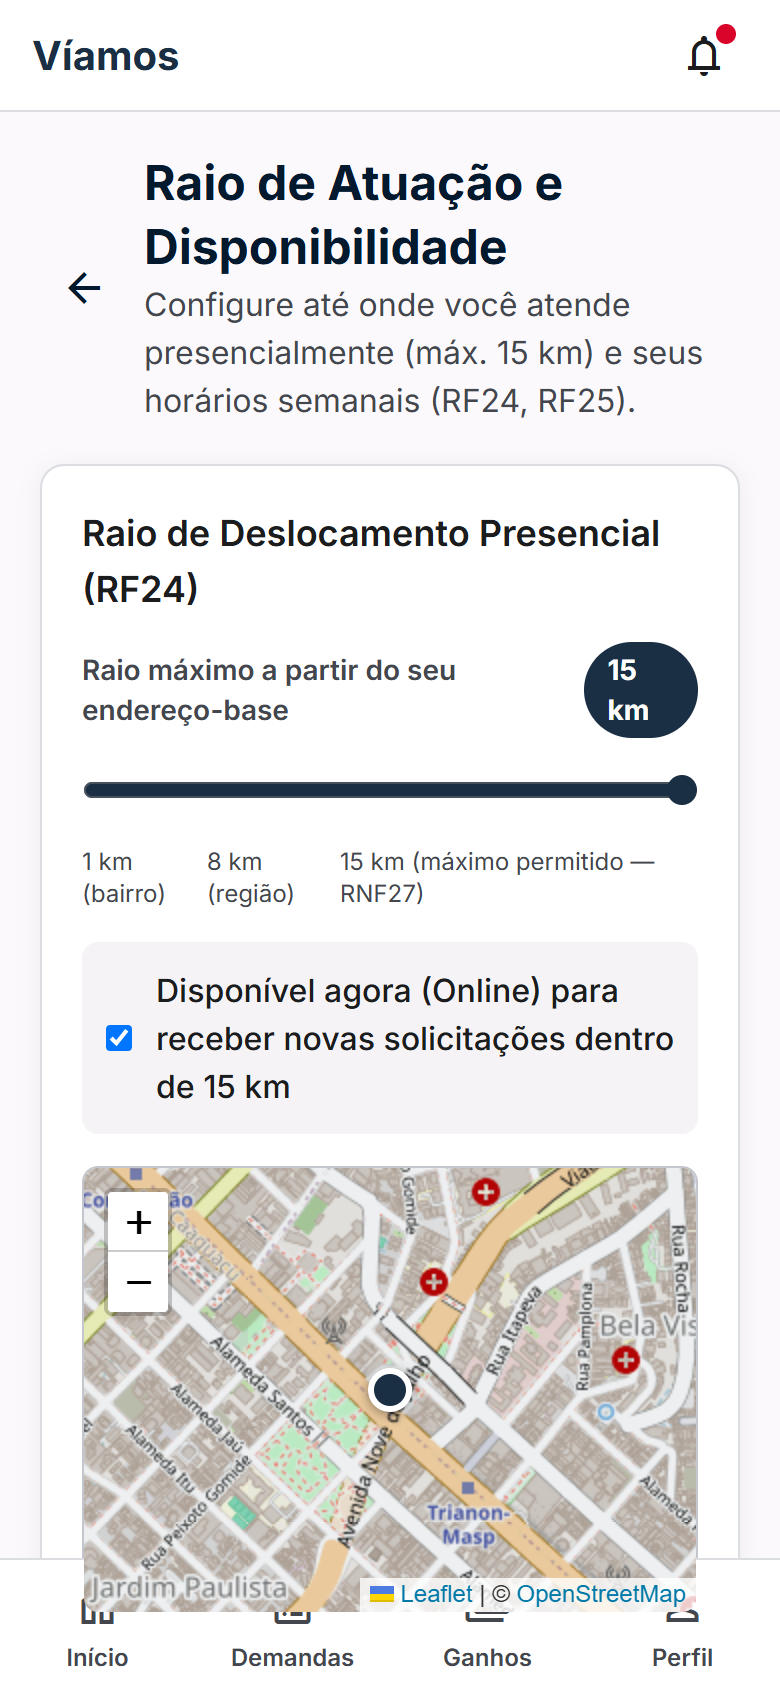 Víamos
Raio de Atuação e
Disponibilidade
Configure até onde você atende
presencialmente (máx. 15 km) e seus
horários semanais (RF24, RF25).
Raio de Deslocamento Presencial
(RF24)
Raio máximo a partir do seu
endereço-base
15
km
1 km
(bairro)
8 km
(região)
15 km (máximo permitido —
RNF27)
Disponível agora (Online) para
receber novas solicitações dentro
de 15 km
+
−
Gomide
Rua Rocha
Bela Vis
Rua Itapeva
Rua Pamplona
Alameda Santos
Alameda Jaú
Alameda Itu
Rua Peixoto Gomide
Avenida Nove
Trianon-
Masp
Alameda
Jardim Paulista
Leaflet | © OpenStreetMap
Início
Demandas
Ganhos
Perfil